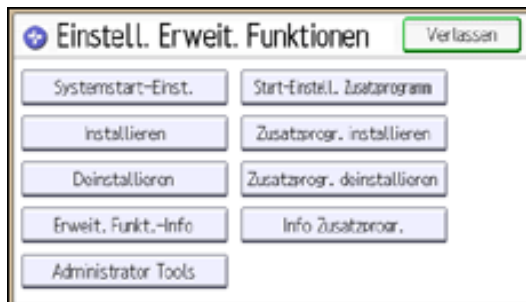 Einstell. Erweit. Funktionen
Verlassen
Systemstart-Einst.
Start-Einstell. Zusatzprogramm
Installieren
Zusatzprogr. installieren
Deinstallieren
Zusatzprogr. deinstallieren
Erweit. Funkt.-Info
Info Zusatzprogr.
Administrator Tools